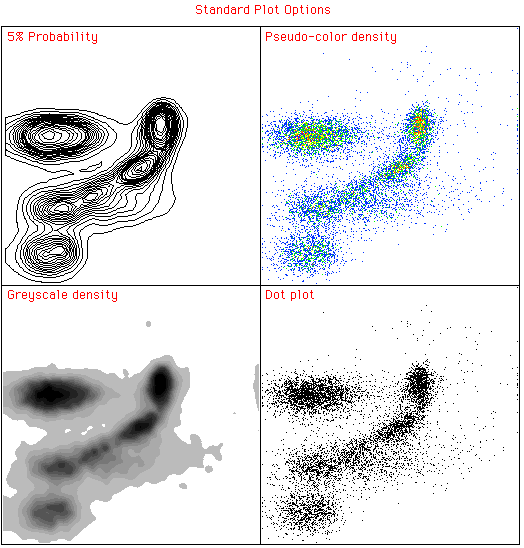 Standard Plot Options
5% Probability
Pseudo-color density
Greyscale density
Dot plot